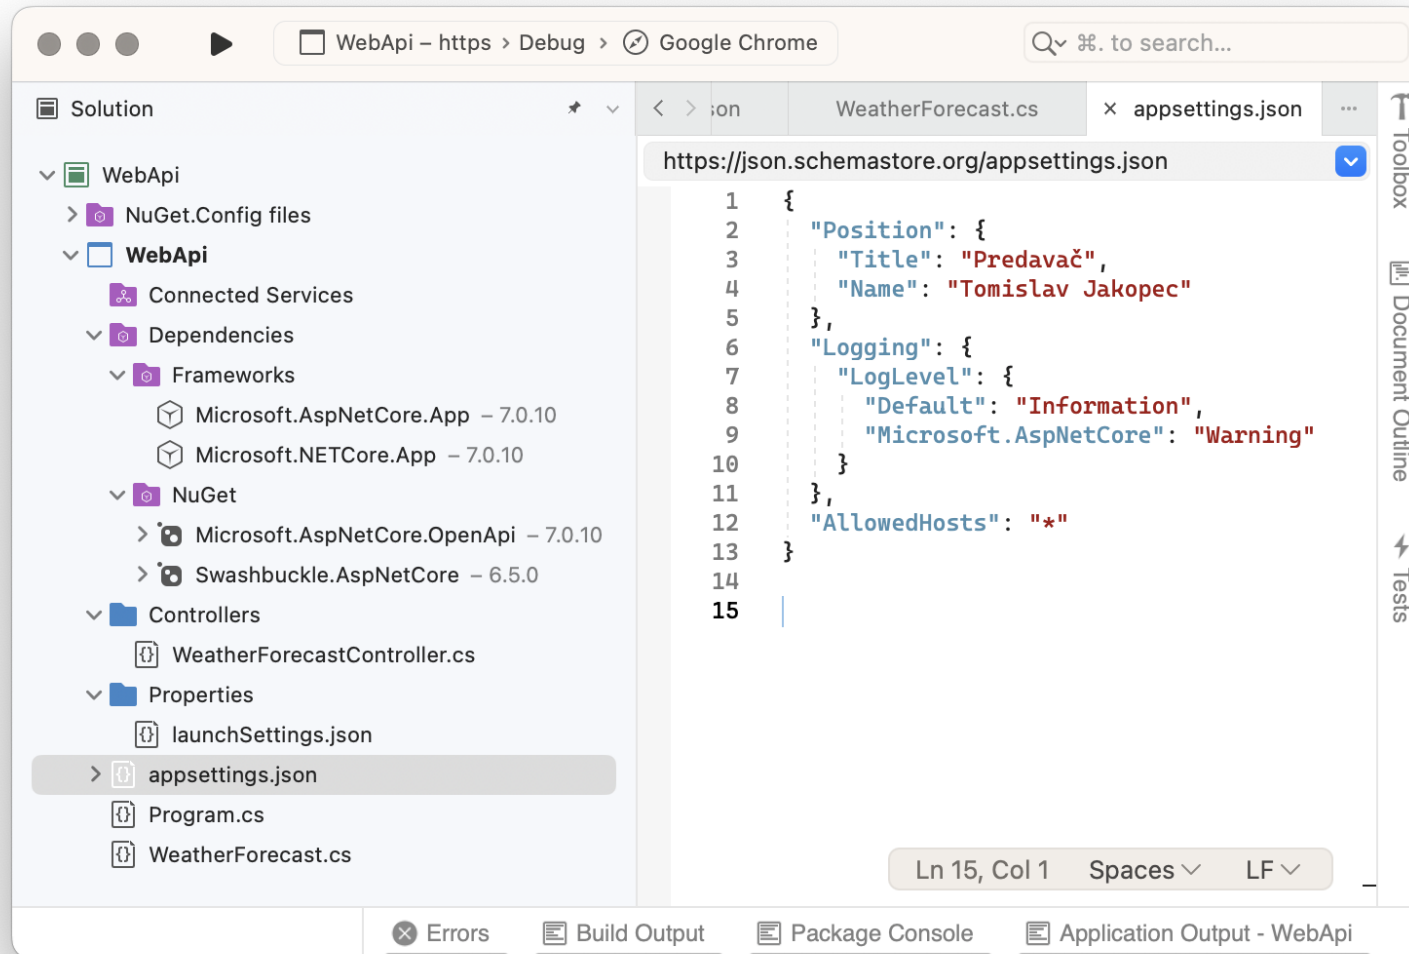 WebApi – https › Debug › Google Chrome
⌘. to search...
Solution
son
WeatherForecast.cs
× appsettings.json
...
https://json.schemastore.org/appsettings.json
WebApi
NuGet.Config files
WebApi
Connected Services
Dependencies
Frameworks
Microsoft.AspNetCore.App – 7.0.10
Microsoft.NETCore.App – 7.0.10
NuGet
Microsoft.AspNetCore.OpenApi – 7.0.10
Swashbuckle.AspNetCore – 6.5.0
Controllers
WeatherForecastController.cs
Properties
launchSettings.json
appsettings.json
Program.cs
WeatherForecast.cs
1 {
2 "Position": {
3 "Title": "Predavač",
4 "Name": "Tomislav Jakopec"
5 },
6 "Logging": {
7 "LogLevel": {
8 "Default": "Information",
9 "Microsoft.AspNetCore": "Warning"
10 }
11 },
12 "AllowedHosts": "*"
13 }
14
15
Ln 15, Col 1 Spaces LF
Toolbox
Document Outline
Tests
Errors
Build Output
Package Console
Application Output - WebApi